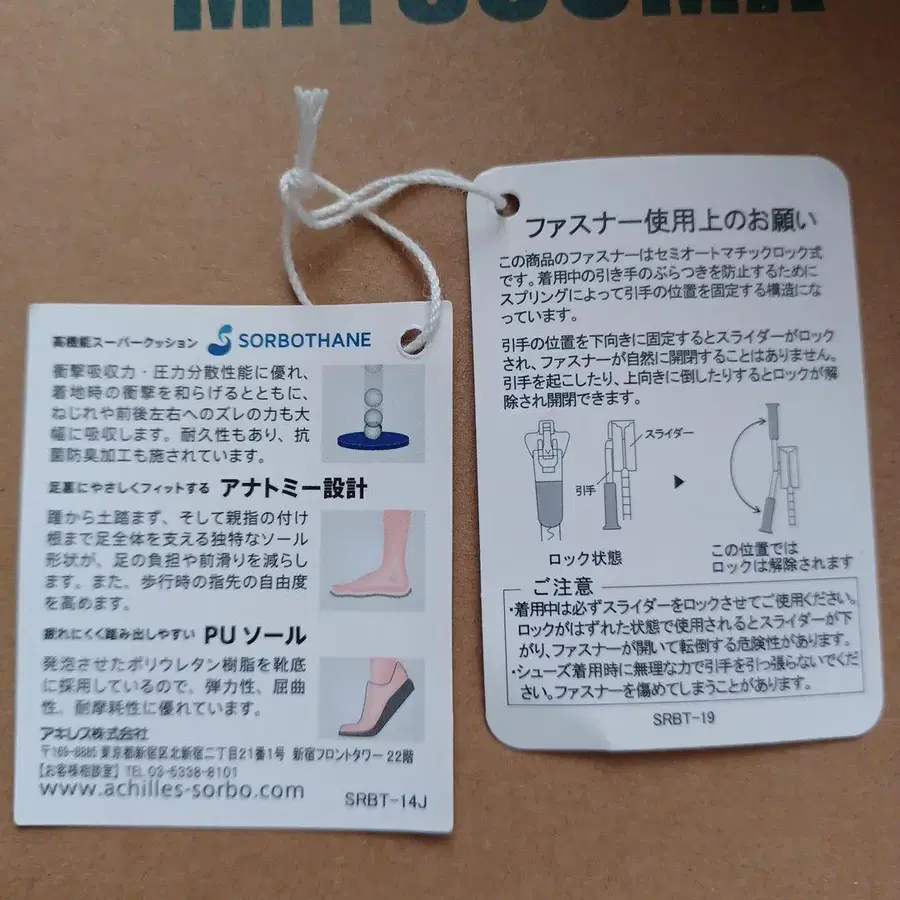 高機能スーパークッション SORBOTHANE
衝撃吸収力・圧力分散性能に優れ、
着地時の衝撃を和らげるとともに、
ねじれや前後左右へのズレの力も大
幅に吸収します。耐久性もあり、抗
菌防臭加工も施されています。
足裏にやさしくフィットする アナトミー設計
踵から土踏まず、そして親指の付け
根まで足全体を支える独特なソール
形状が、足の負担や前滑りを減らし
ます。また、歩行時の指先の自由度
を高めます。
疲れにくく踏み出しやすい PUソール
発泡させたポリウレタン樹脂を靴底
に採用しているので、弾力性、屈曲
性、耐摩耗性に優れています。
アキレス株式会社
〒169-8885 東京都新宿区北新宿二丁目21番1号 新宿フロントタワー 22階
【お客様相談室】TEL 03-5338-8101
www.achilles-sorbo.com
SRBT-14J
ファスナー使用上のお願い
この商品のファスナーはセミオートマチックロック式
です。着用中の引き手のぶらつきを防止するために
スプリングによって引手の位置を固定する構造にな
っています。
引手の位置を下向きに固定するとスライダーがロック
され、ファスナーが自然に開閉することはありません。
引手を起こしたり、上向きに倒したりするとロックが解
除され開閉できます。
スライダー
引手
ロック状態
この位置では
ロックは解除されます
ご注意
・着用中は必ずスライダーをロックさせてご使用ください。
ロックがはずれた状態で使用されるとスライダーが下
がり、ファスナーが開いて転倒する危険性があります。
・シューズ着用時に無理な力で引手を引っ張らないでくだ
さい。ファスナーを傷めてしまうことがあります。
SRBT-19